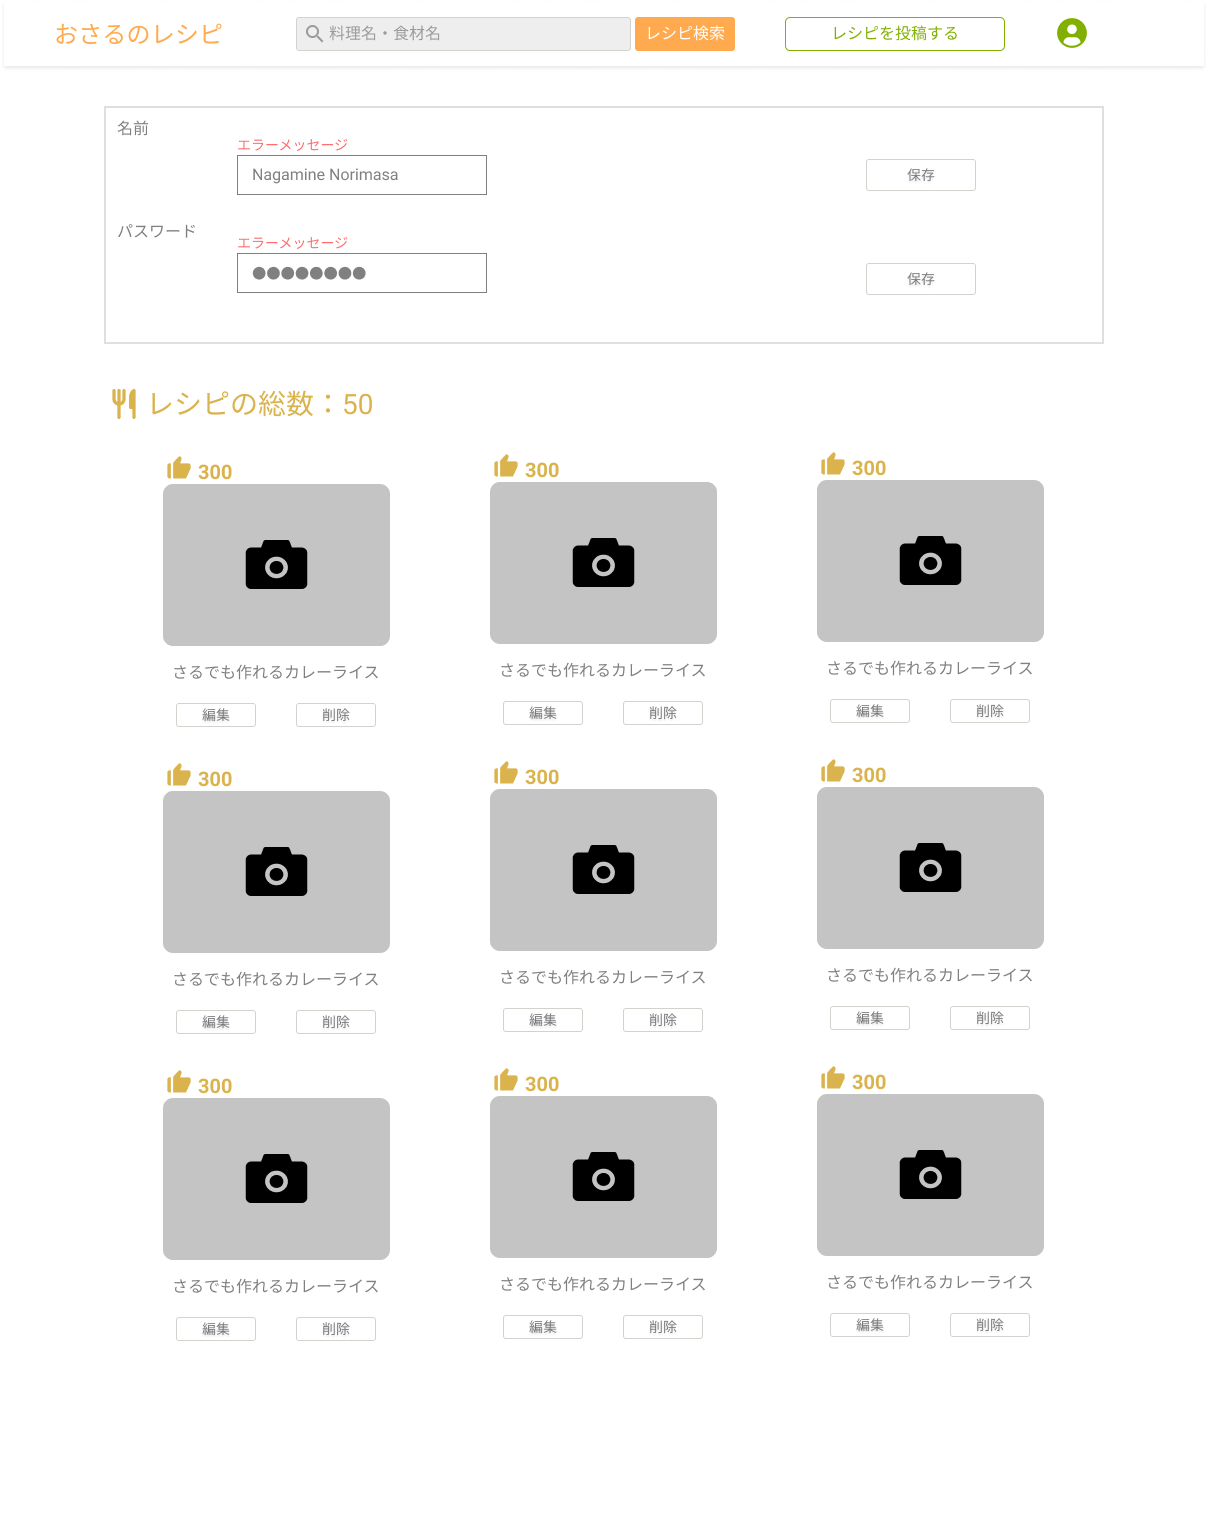 おさるのレシピ
料理名・食材名
レシピ検索
レシピを投稿する
名前
エラーメッセージ
Nagamine Norimasa
保存
パスワード
エラーメッセージ
●●●●●●●●
保存
レシピの総数：50
300
300
300
さるでも作れるカレーライス
さるでも作れるカレーライス
さるでも作れるカレーライス
編集 削除
編集 削除
編集 削除
300
300
300
さるでも作れるカレーライス
さるでも作れるカレーライス
さるでも作れるカレーライス
編集 削除
編集 削除
編集 削除
300
300
300
さるでも作れるカレーライス
さるでも作れるカレーライス
さるでも作れるカレーライス
編集 削除
編集 削除
編集 削除